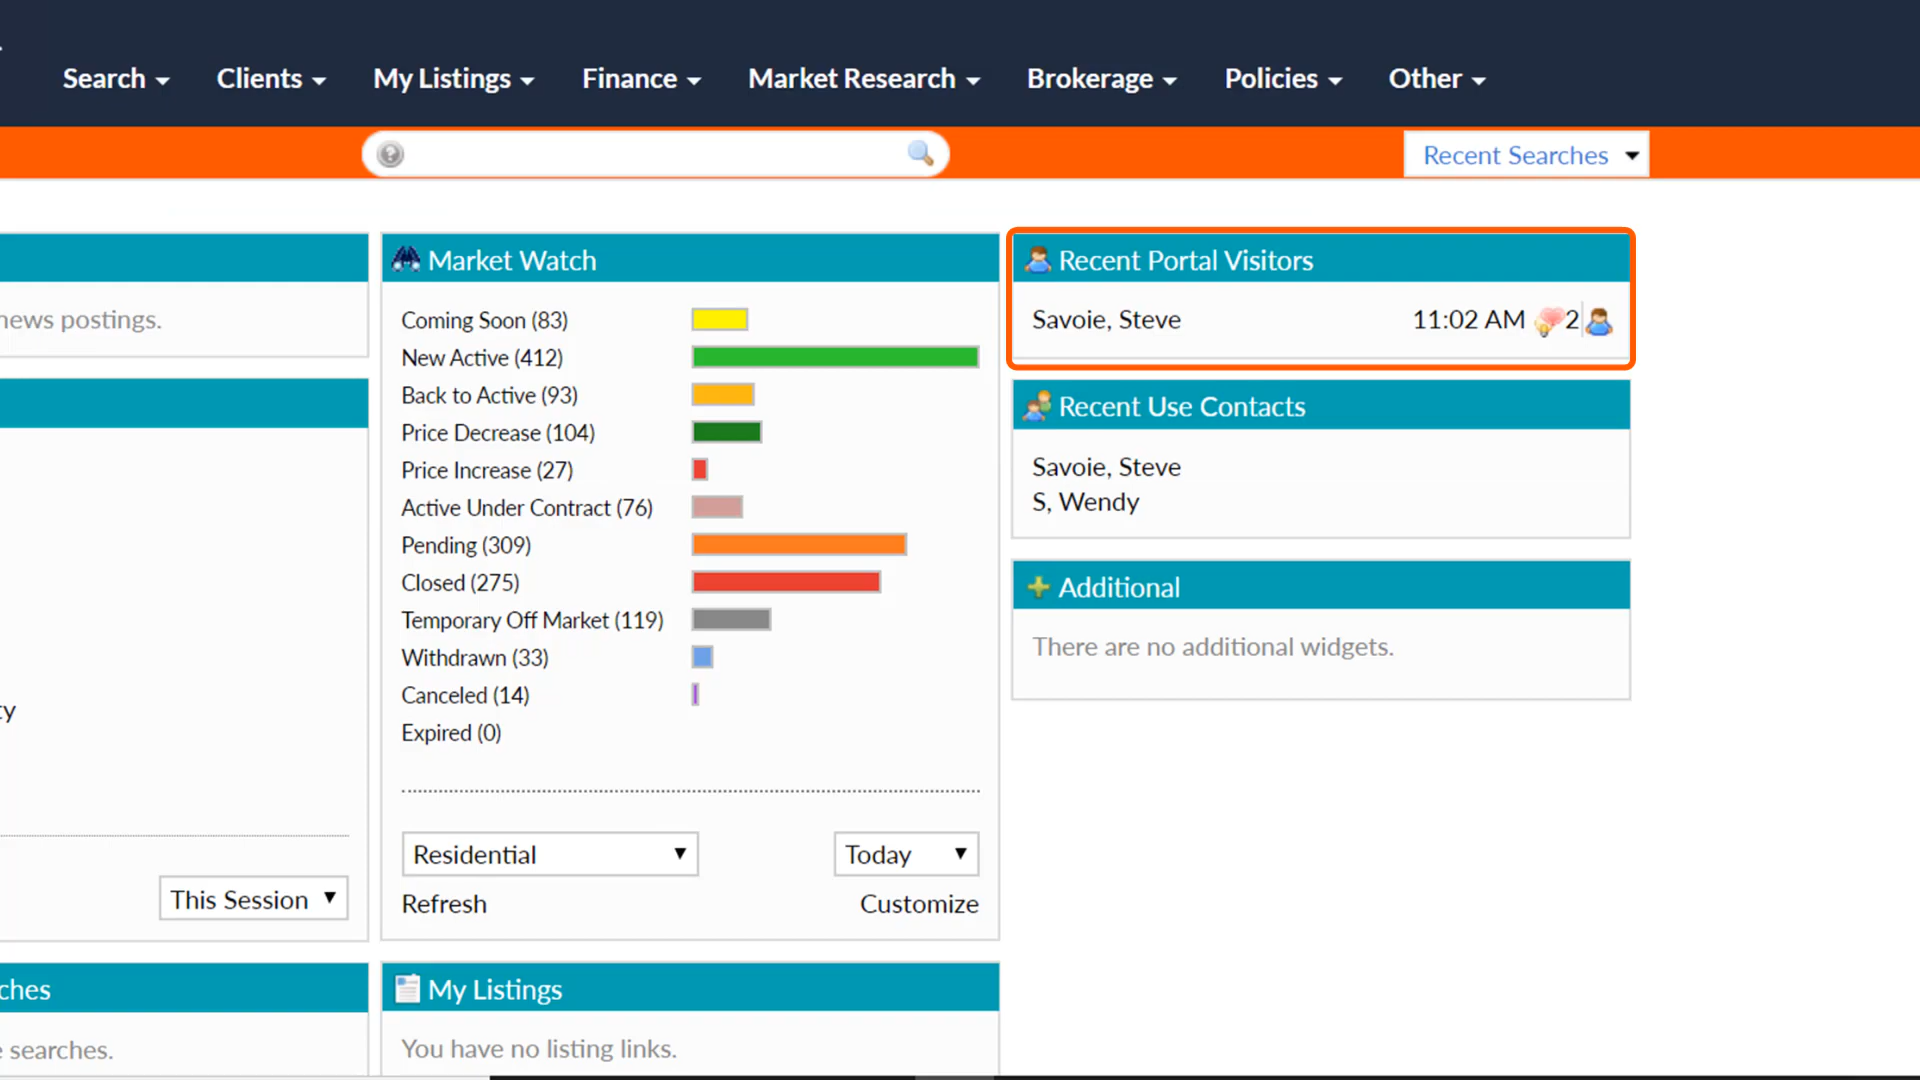 Search
Clients
My Listings
Finance
Market Research
Brokerage
Policies
Other
Recent Searches
news postings.
This Session
ches
searches.
Market Watch
Coming Soon (83)
New Active (412)
Back to Active (93)
Price Decrease (104)
Price Increase (27)
Active Under Contract (76)
Pending (309)
Closed (275)
Temporary Off Market (119)
Withdrawn (33)
Canceled (14)
Expired (0)
Residential
Today
Refresh
Customize
My Listings
You have no listing links.
Recent Portal Visitors
Savoie, Steve 11:02 AM 2
Recent Use Contacts
Savoie, Steve
S, Wendy
Additional
There are no additional widgets.